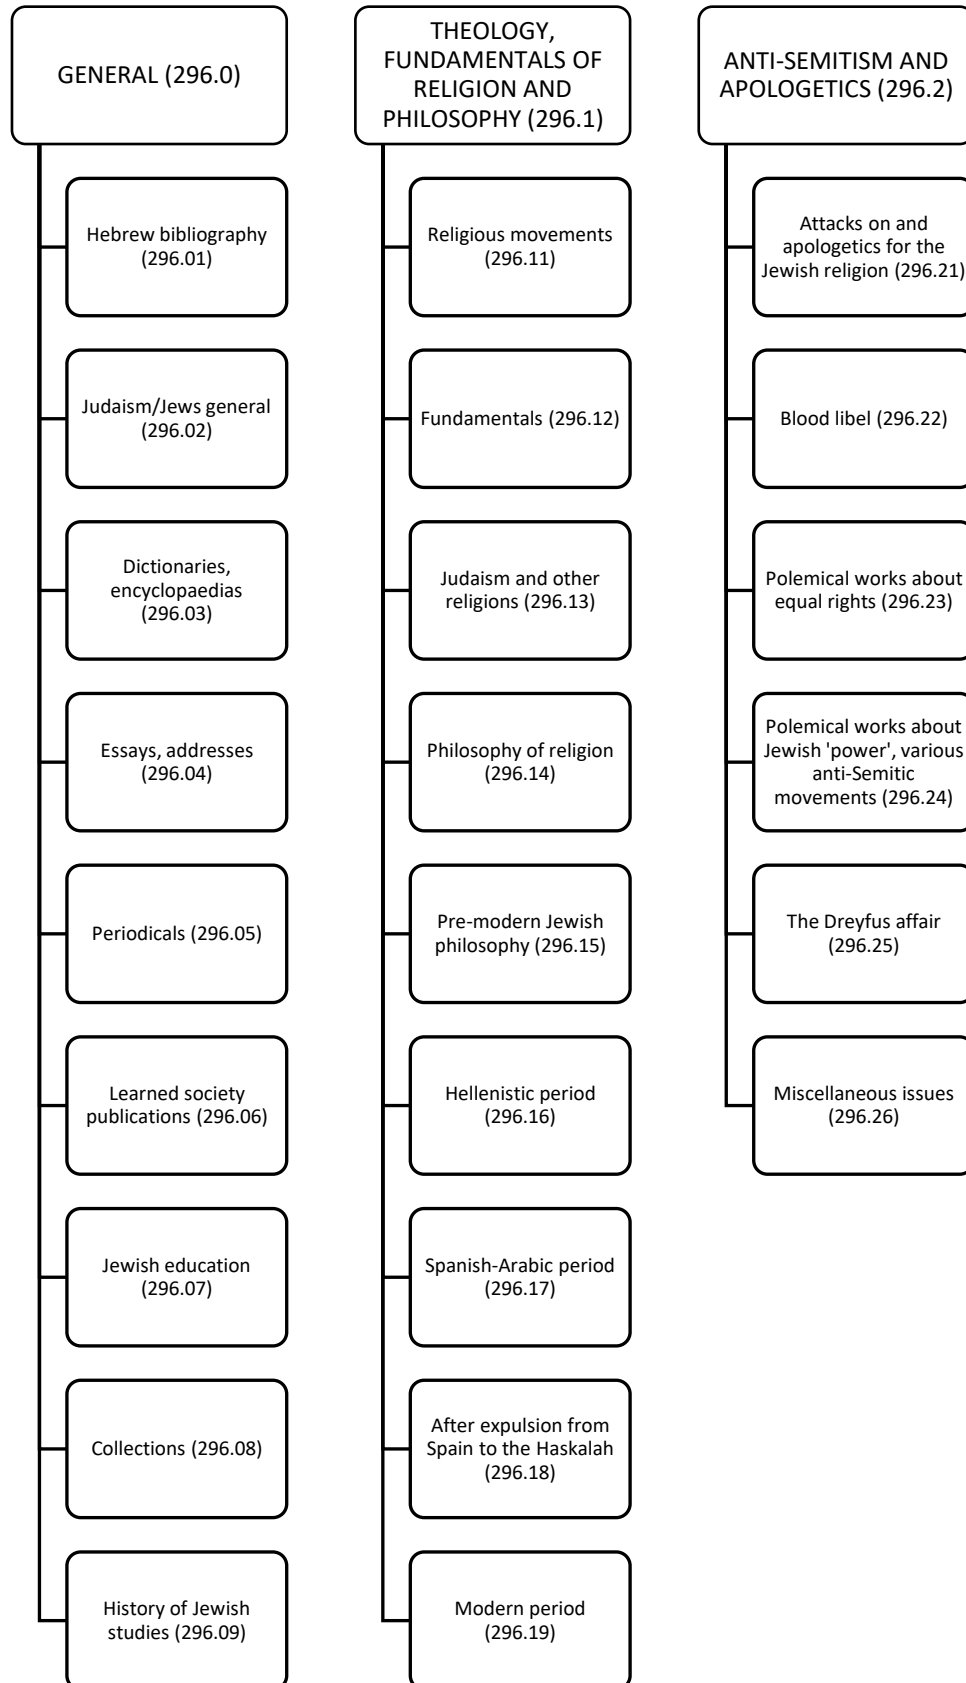 GENERAL (296.0)
Hebrew bibliography
(296.01)
Judaism/Jews general
(296.02)
Dictionaries,
encyclopaedias
(296.03)
Essays, addresses
(296.04)
Periodicals (296.05)
Learned society
publications (296.06)
Jewish education
(296.07)
Collections (296.08)
History of Jewish
studies (296.09)
THEOLOGY,
FUNDAMENTALS OF
RELIGION AND
PHILOSOPHY (296.1)
Religious movements
(296.11)
Fundamentals (296.12)
Judaism and other
religions (296.13)
Philosophy of religion
(296.14)
Pre-modern Jewish
philosophy (296.15)
Hellenistic period
(296.16)
Spanish-Arabic period
(296.17)
After expulsion from
Spain to the Haskalah
(296.18)
Modern period
(296.19)
ANTI-SEMITISM AND
APOLOGETICS (296.2)
Attacks on and
apologetics for the
Jewish religion (296.21)
Blood libel (296.22)
Polemical works about
equal rights (296.23)
Polemical works about
Jewish 'power', various
anti-Semitic
movements (296.24)
The Dreyfus affair
(296.25)
Miscellaneous issues
(296.26)